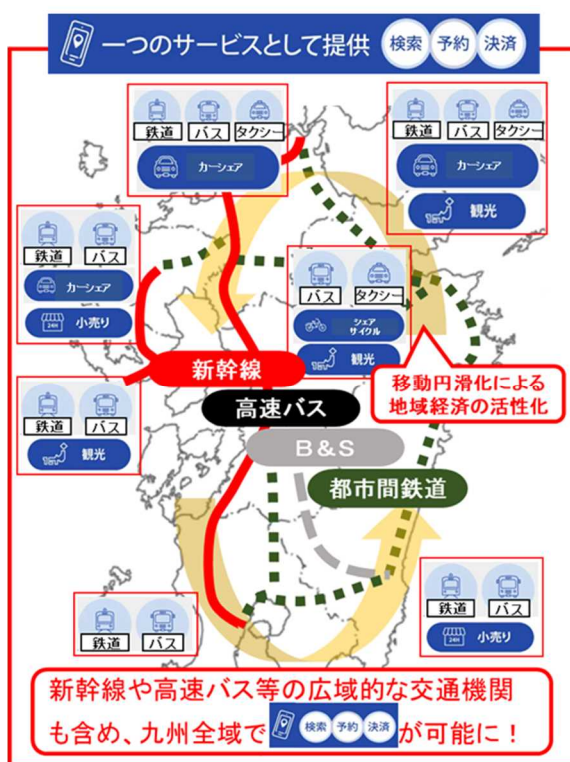 一つのサービスとして提供 検索 予約 決済
鉄道 バス タクシー
カーシェア
鉄道 バス タクシー
カーシェア
観光
鉄道 バス
カーシェア
24H 小売り
バス タクシー
シェア
サイクル
観光
新幹線
高速バス
B&S
都市間鉄道
移動円滑化による
地域経済の活性化
鉄道 バス
観光
鉄道 バス
鉄道 バス
24H 小売り
新幹線や高速バス等の広域的な交通機関
も含め、九州全域で 検索 予約 決済 が可能に！